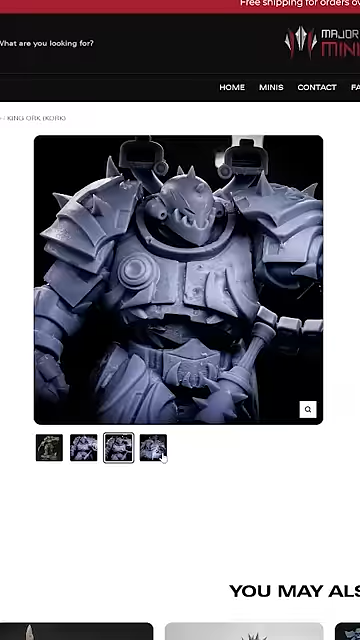 Free shipping for orders ov
What are you looking for?
MAJOR
MINI
HOME MINIS CONTACT FA
KING ORK (KORK)
YOU MAY ALS